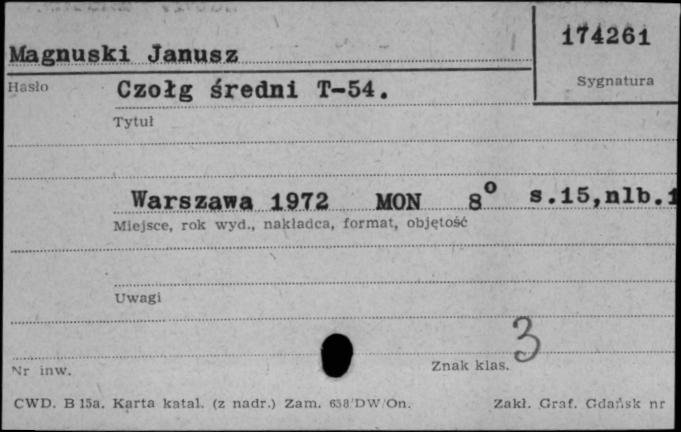 Magnuski Janusz
174261
Hasło
Czołg średni T-54.
Sygnatura
Tytuł
Warszawa 1972 MON 8° s.15,nlb.1
Miejsce, rok wyd., nakładca, format, objętość
Uwagi
3
Nr inw.
Znak klas.
CWD. B 15a. Karta katal. (z nadr.) Zam. 658/DW/On.
Zakł. Graf. Gdańsk nr